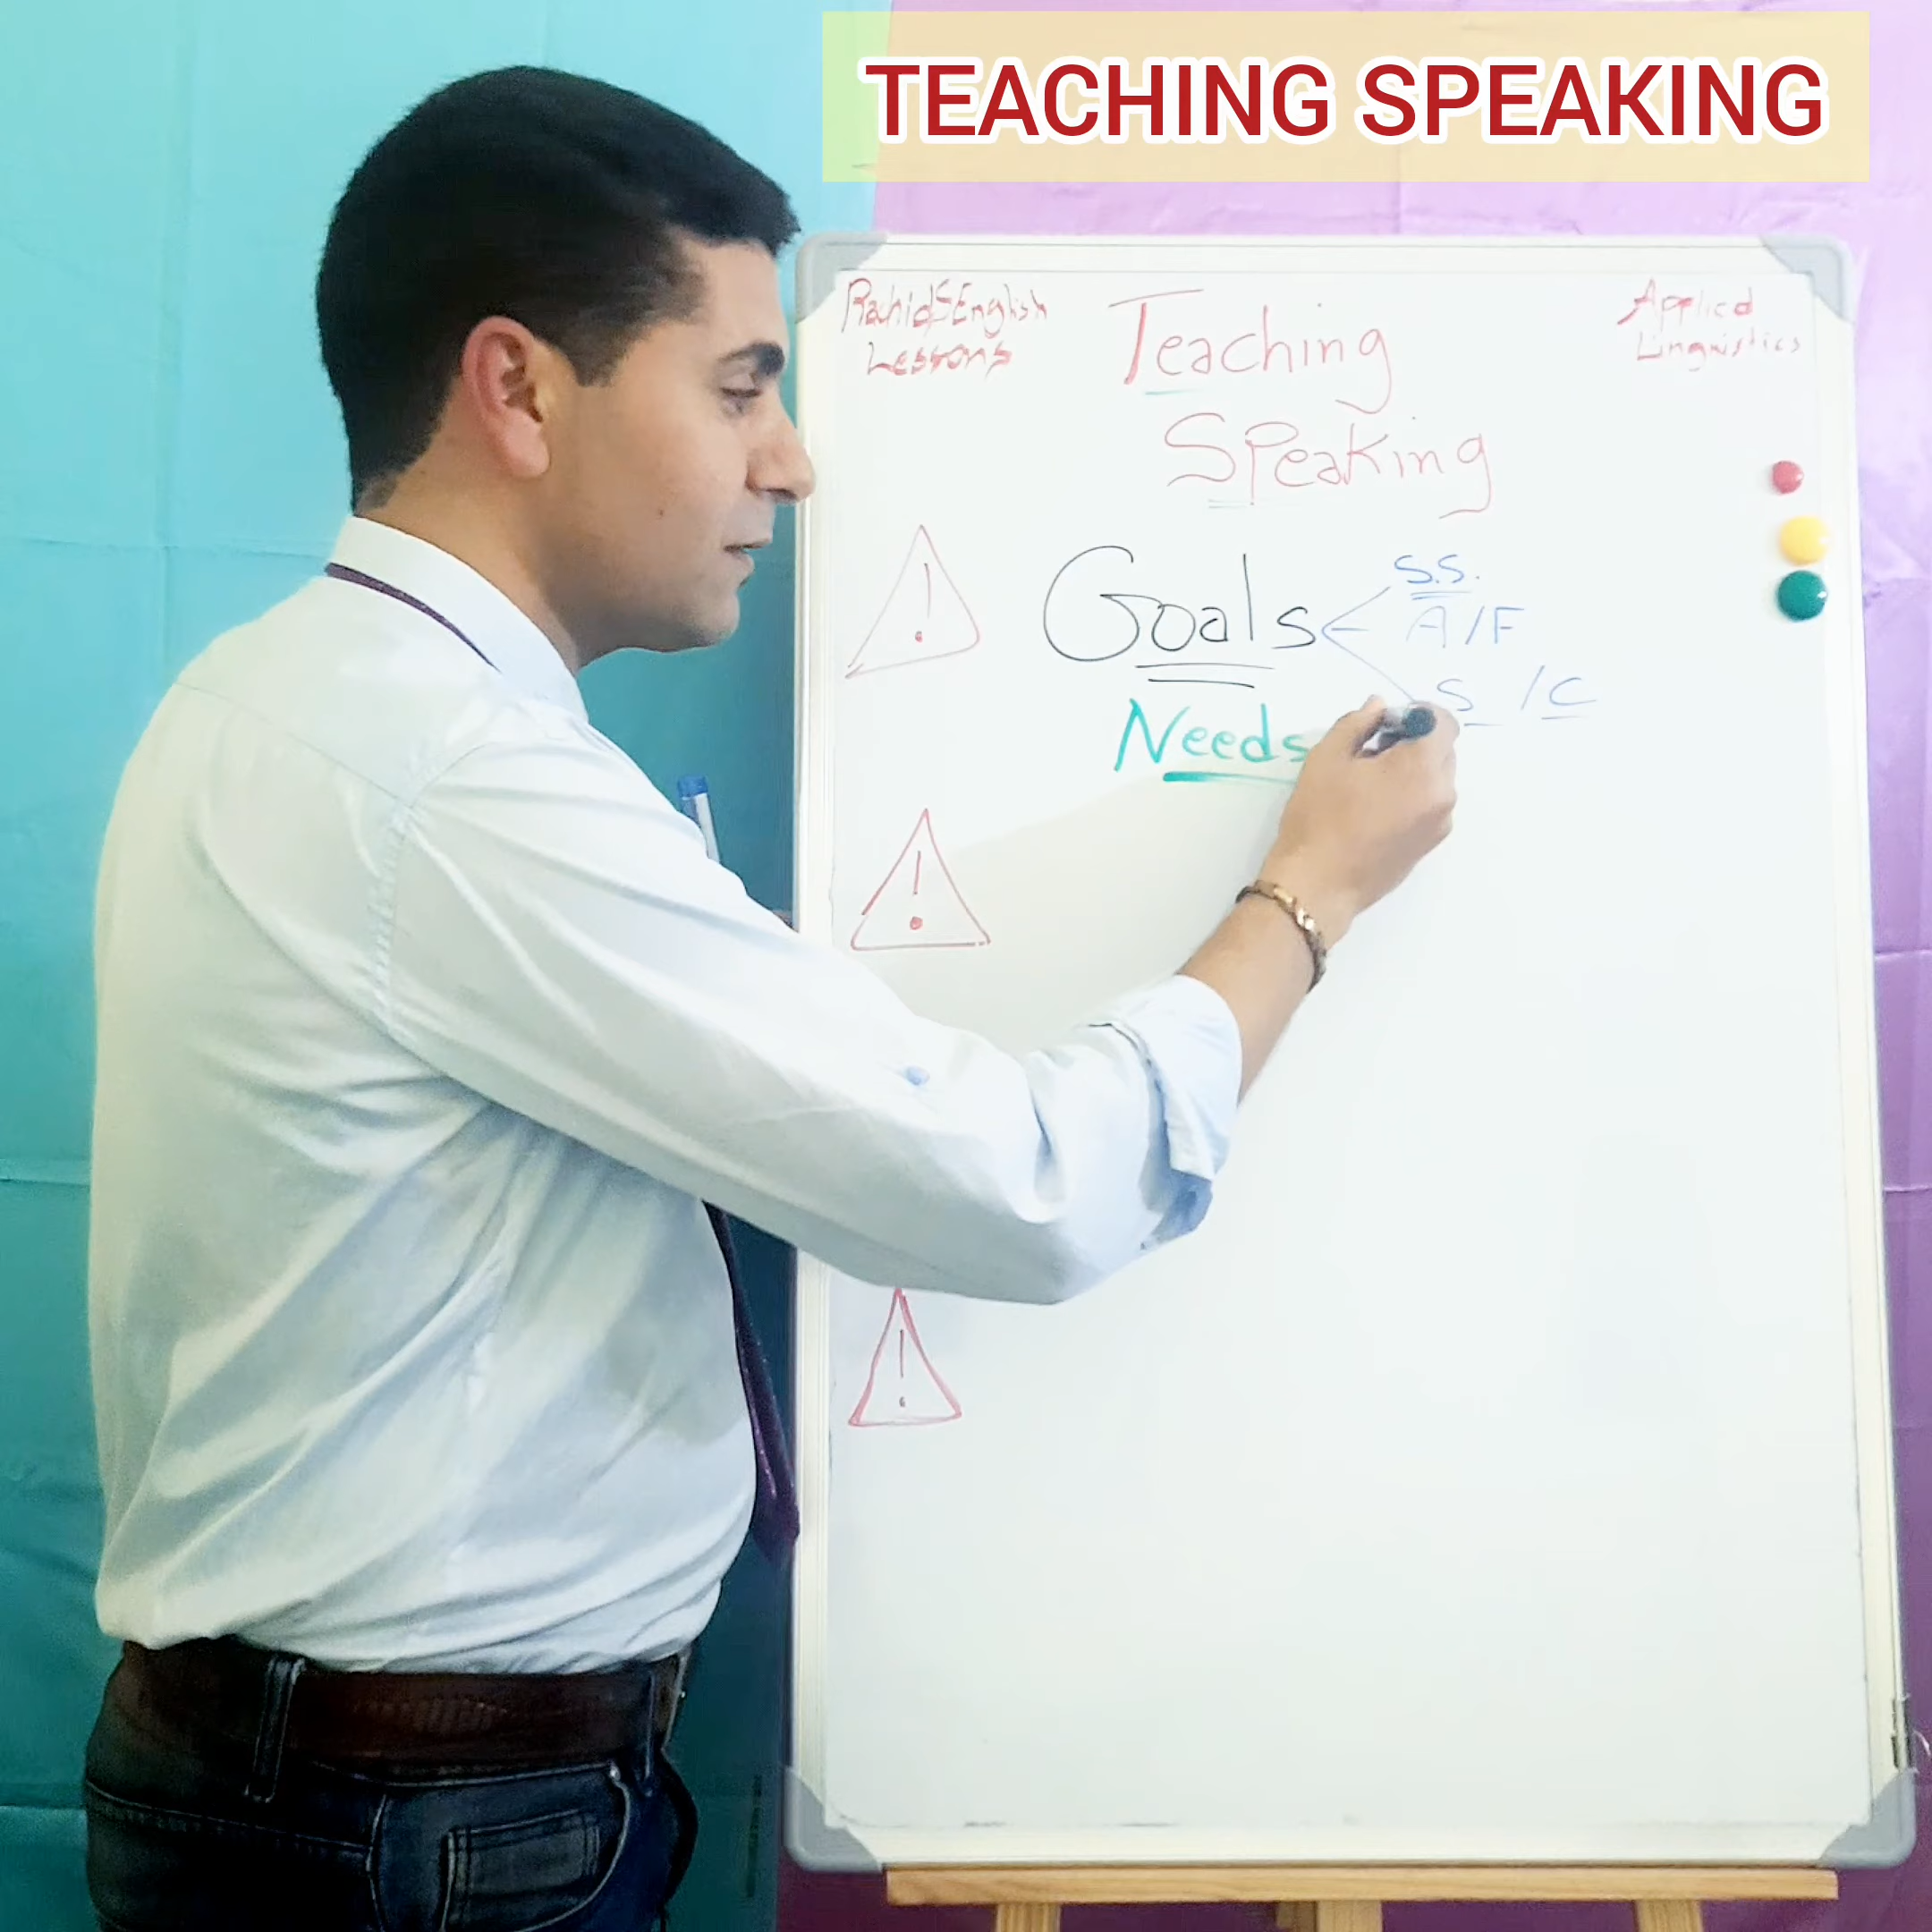 TEACHING SPEAKING
Rachid'S English
Lessons
Teaching
Speaking
Applied
Linguistics
Goals
S.S.
A/F
S /C
Needs